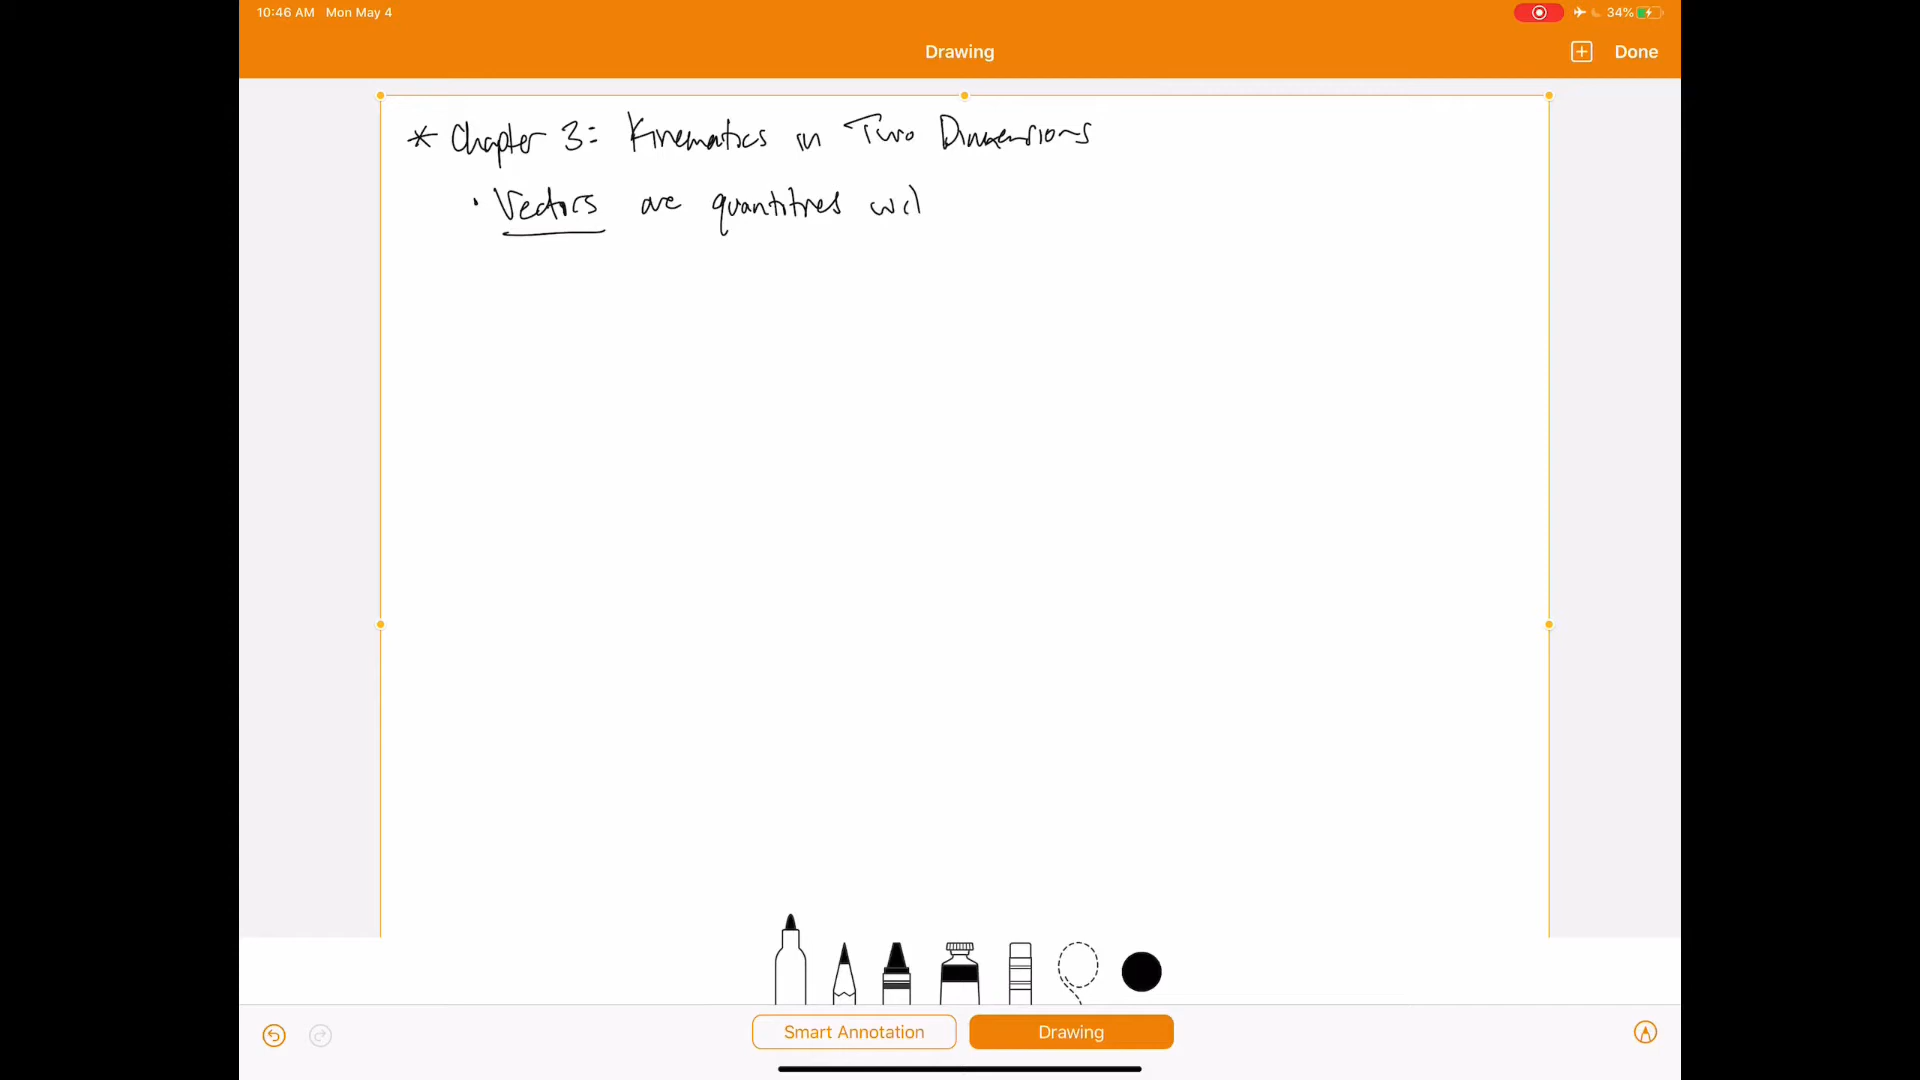 10:46 AM Mon May 4
34%
Drawing
Done
* Chapter 3: Kinematics in Two Dimensions
· Vectors are quantities
Smart Annotation
Drawing